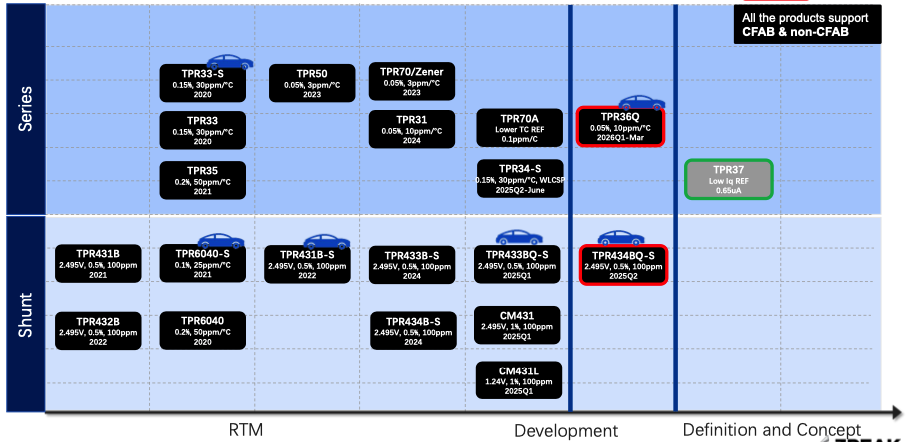 All the products support
CFAB & non-CFAB
Series
TPR33-S
0.15%, 30ppm/°C
2020
TPR50
0.05%, 3ppm/°C
2023
TPR70/Zener
0.05%, 3ppm/°C
2023
TPR33
0.15%, 30ppm/°C
2020
TPR31
0.05%, 10ppm/°C
2024
TPR70A
Lower TC REF
0.1ppm/C
TPR36Q
0.05%, 10ppm/°C
2026Q1-Mar
TPR35
0.2%, 50ppm/°C
2021
TPR34-S
0.15%, 30ppm/°C, WLCSP
2025Q2-June
TPR37
Low Iq REF
0.65uA
Shunt
TPR431B
2.495V, 0.5%, 100ppm
2021
TPR6040-S
0.1%, 25ppm/°C
2021
TPR431B-S
2.495V, 0.5%, 100ppm
2022
TPR433B-S
2.495V, 0.5%, 100ppm
2024
TPR433BQ-S
2.495V, 0.5%, 100ppm
2025Q1
TPR434BQ-S
2.495V, 0.5%, 100ppm
2025Q2
TPR432B
2.495V, 0.5%, 100ppm
2022
TPR6040
0.2%, 50ppm/°C
2020
TPR434B-S
2.495V, 0.5%, 100ppm
2024
CM431
2.495V, 1%, 100ppm
2025Q1
CM431L
1.24V, 1%, 100ppm
2025Q1
RTM
Development
Definition and Concept